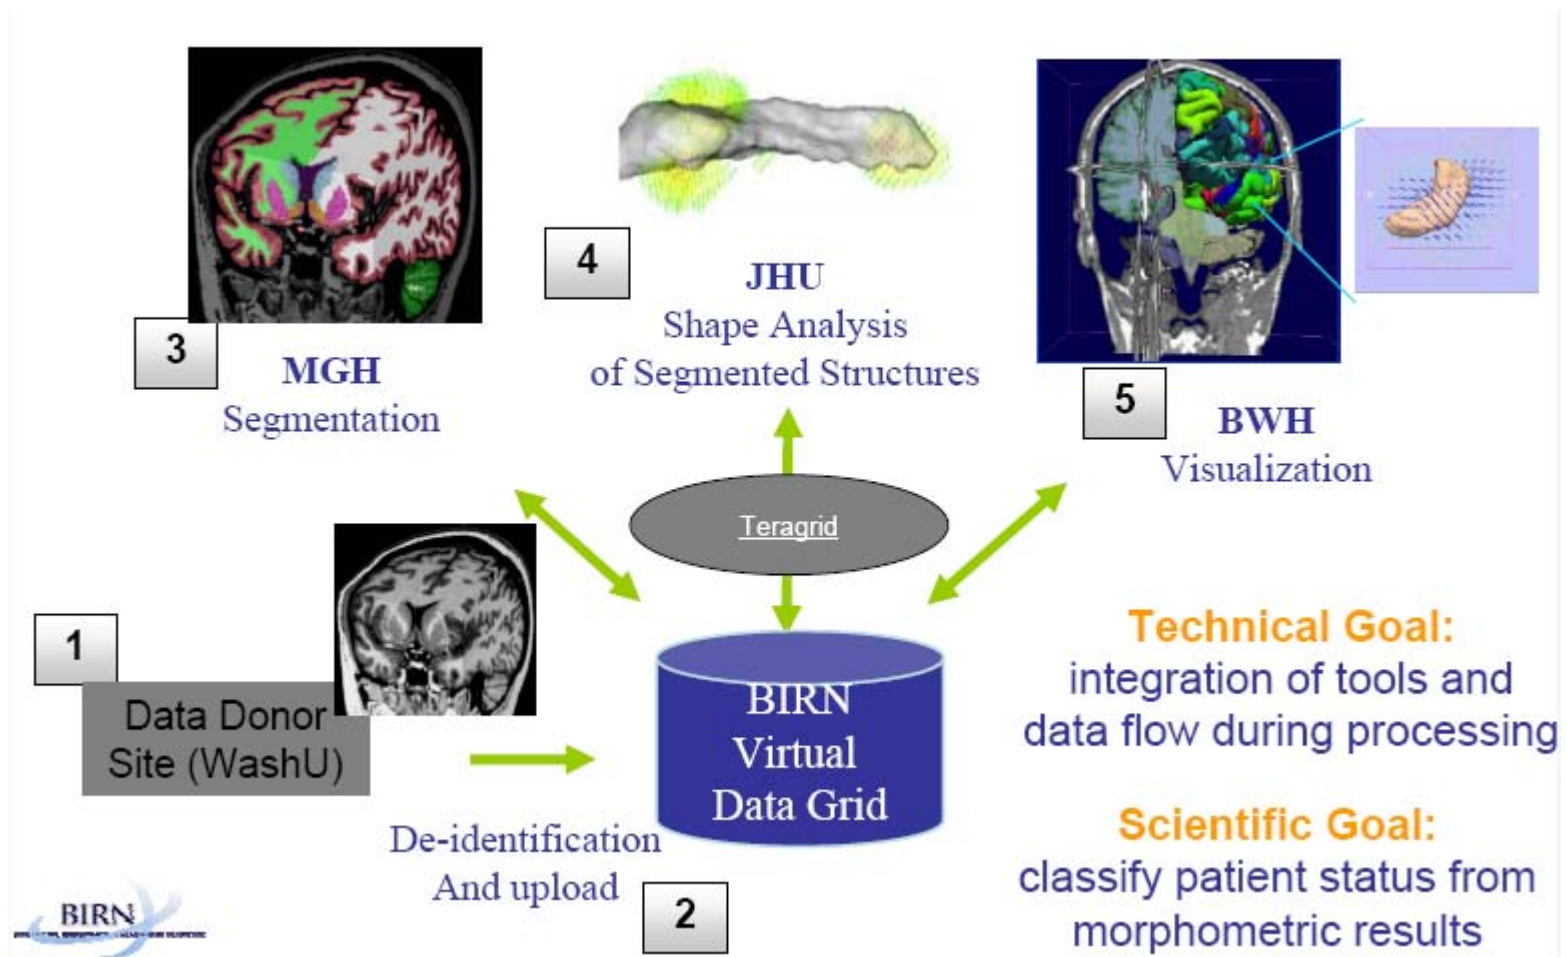 3
MGH
Segmentation
4
JHU
Shape Analysis
of Segmented Structures
5
BWH
Visualization
Teragrid
1
Data Donor
Site (WashU)
De-identification
And upload
2
BIRN
Virtual
Data Grid
Technical Goal:
integration of tools and
data flow during processing
Scientific Goal:
classify patient status from
morphometric results
BIRN